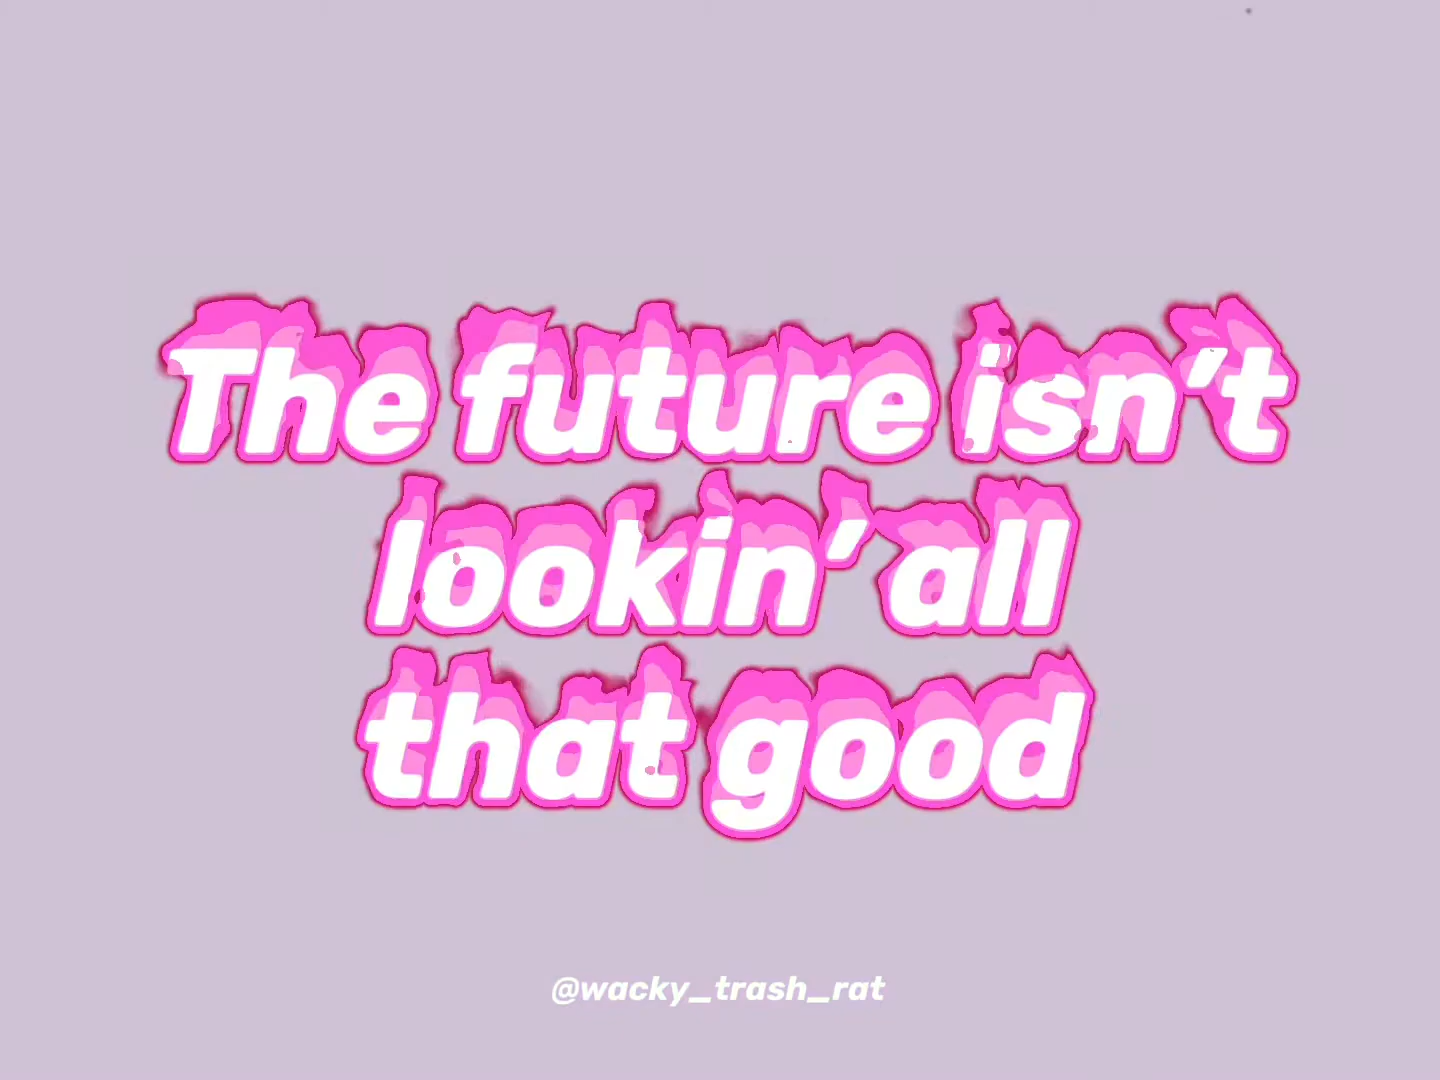 The future isn’t
lookin’ all
that good
@wacky_trash_rat